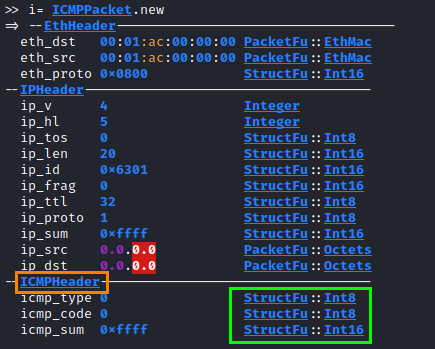 >> i= ICMPPacket.new
=> --EthHeader---------------------------------
eth_dst 00:01:ac:00:00:00 PacketFu::EthMac
eth_src 00:01:ac:00:00:00 PacketFu::EthMac
eth_proto 0×0800 StructFu::Int16
--IPHeader----------------------------------
ip_v 4 Integer
ip_hl 5 Integer
ip_tos 0 StructFu::Int8
ip_len 20 StructFu::Int16
ip_id 0×6301 StructFu::Int16
ip_frag 0 StructFu::Int16
ip_ttl 32 StructFu::Int8
ip_proto 1 StructFu::Int8
ip_sum 0×ffff StructFu::Int16
ip_src 0.0.0.0 PacketFu::Octets
ip_dst 0.0.0.0 PacketFu::Octets
--ICMPHeader--------------------------------
icmp_type 0 StructFu::Int8
icmp_code 0 StructFu::Int8
icmp_sum 0×ffff StructFu::Int16